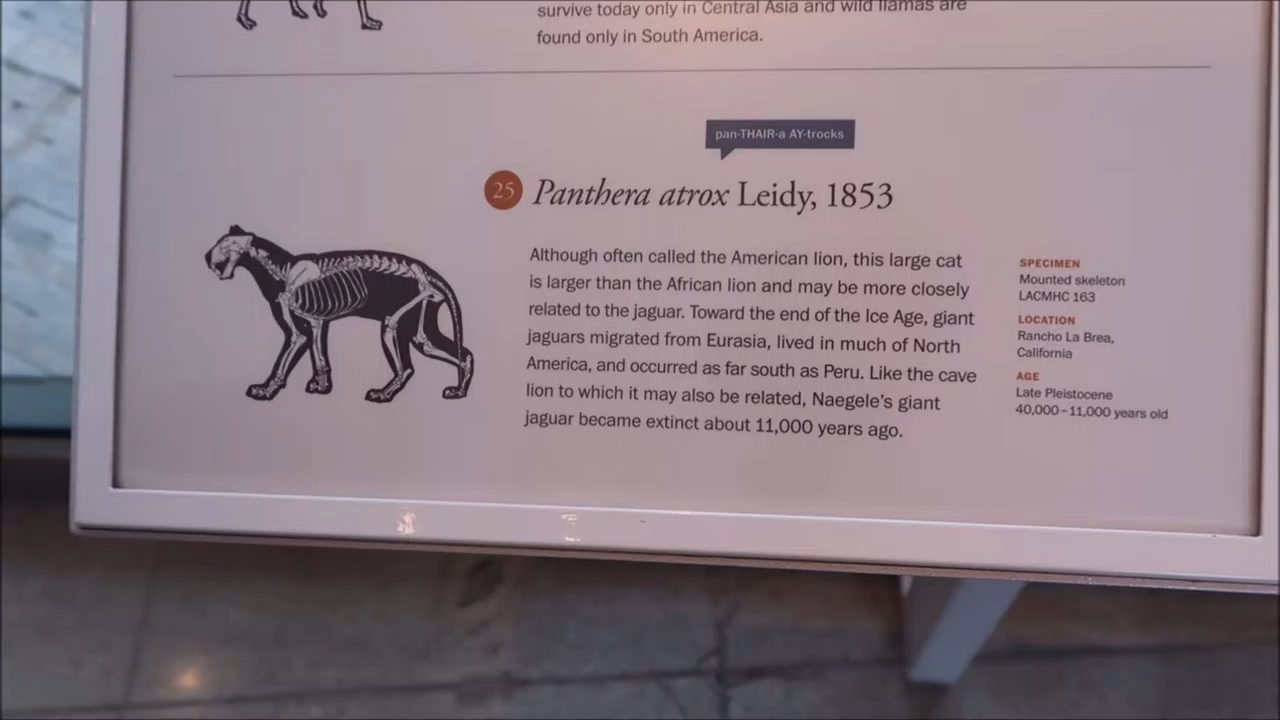 survive today only in Central Asia and wild llamas are
found only in South America.
pan-THAIR-a AY-trocks
25 Panthera atrox Leidy, 1853
Although often called the American lion, this large cat
is larger than the African lion and may be more closely
related to the jaguar. Toward the end of the Ice Age, giant
jaguars migrated from Eurasia, lived in much of North
America, and occurred as far south as Peru. Like the cave
lion to which it may also be related, Naegele's giant
jaguar became extinct about 11,000 years ago.
SPECIMEN
Mounted skeleton
LACMHC 163
LOCATION
Rancho La Brea,
California
AGE
Late Pleistocene
40,000–11,000 years old